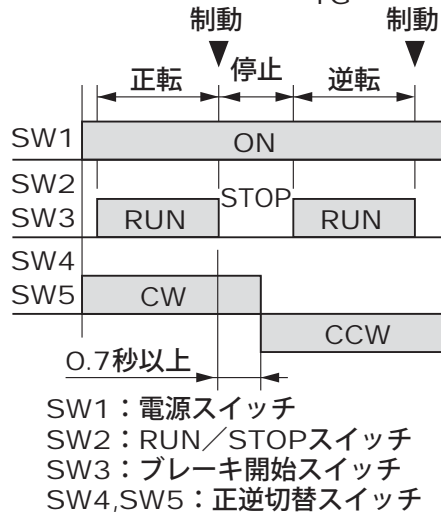 TG
制動 制動
正転 停止 逆転
SW1 ON
SW2 STOP
SW3 RUN RUN
SW4
SW5 CW
CCW
0.7秒以上
SW1：電源スイッチ
SW2：RUN／STOPスイッチ
SW3：ブレーキ開始スイッチ
SW4,SW5：正逆切替スイッチ